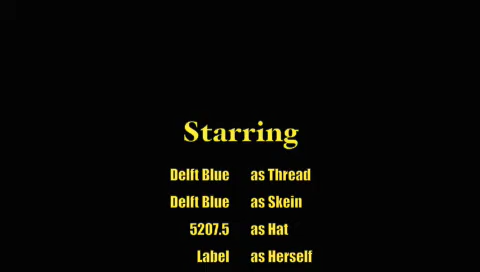 Starring
Delft Blue as Thread
Delft Blue as Skein
5207.5 as Hat
Label as Herself